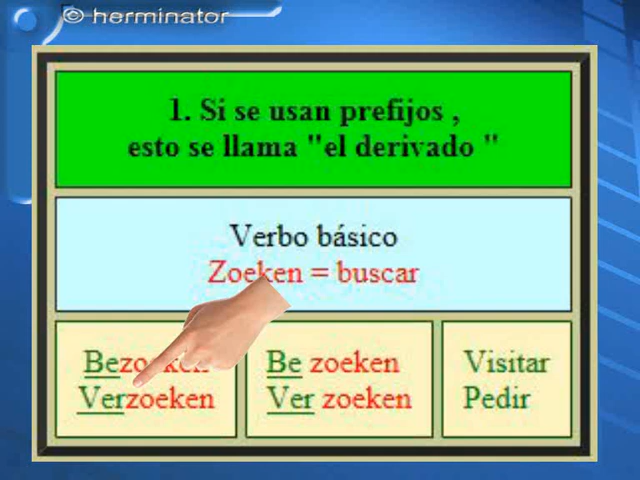 © herminator
1. Si se usan prefijos ,
esto se llama "el derivado "
Verbo básico
Zoeken = buscar
Bezoeken
Verzoeken
Be zoeken
Ver zoeken
Visitar
Pedir